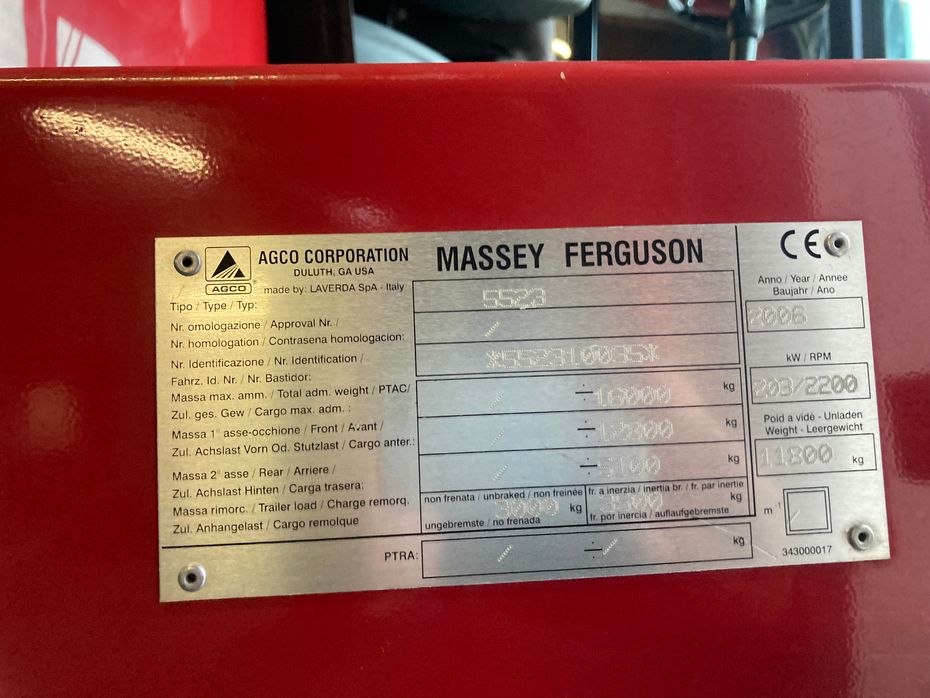 AGCO CORPORATION
DULUTH, GA USA
AGCO
made by: LAVERDA SpA - Italy
MASSEY FERGUSON
CE
Tipo / Type / Typ:
5523
Nr. omologazione / Approval Nr. /
Nr. homologation / Contrasena homologacion:
Nr. Identificazione / Nr. Identification /
Fahrz. Id. Nr. / Nr. Bastidor:
*552310035*
Massa max. amm. / Total adm. weight / PTAC/
Zul. ges. Gew / Cargo max. adm. :
÷ 16000 kg
Massa 1° asse-occhione / Front / Avant /
Zul. Achslast Vorn Od. Stutzlast / Cargo anter.:
÷ 12800 kg
Massa 2° asse / Rear / Arriere /
Zul. Achslast Hinten / Carga trasera:
÷ 5100 kg
Massa rimorc. / Trailer load / Charge remorq.
Zul. Anhangelast / Cargo remolque
non frenata / unbraked / non freinée
3000 kg
ungebremste / no frenada
fr. a inerzia / inertia br. / fr. par inertie
kg
fr. por inercia / auflaufgebremste
PTRA:
÷ kg
Anno / Year / Annee
Baujahr / Ano
2006
kW / RPM
203/2200
Poid a vide - Unladen
Weight - Leergewicht
11800 kg
m⁻¹
343000017